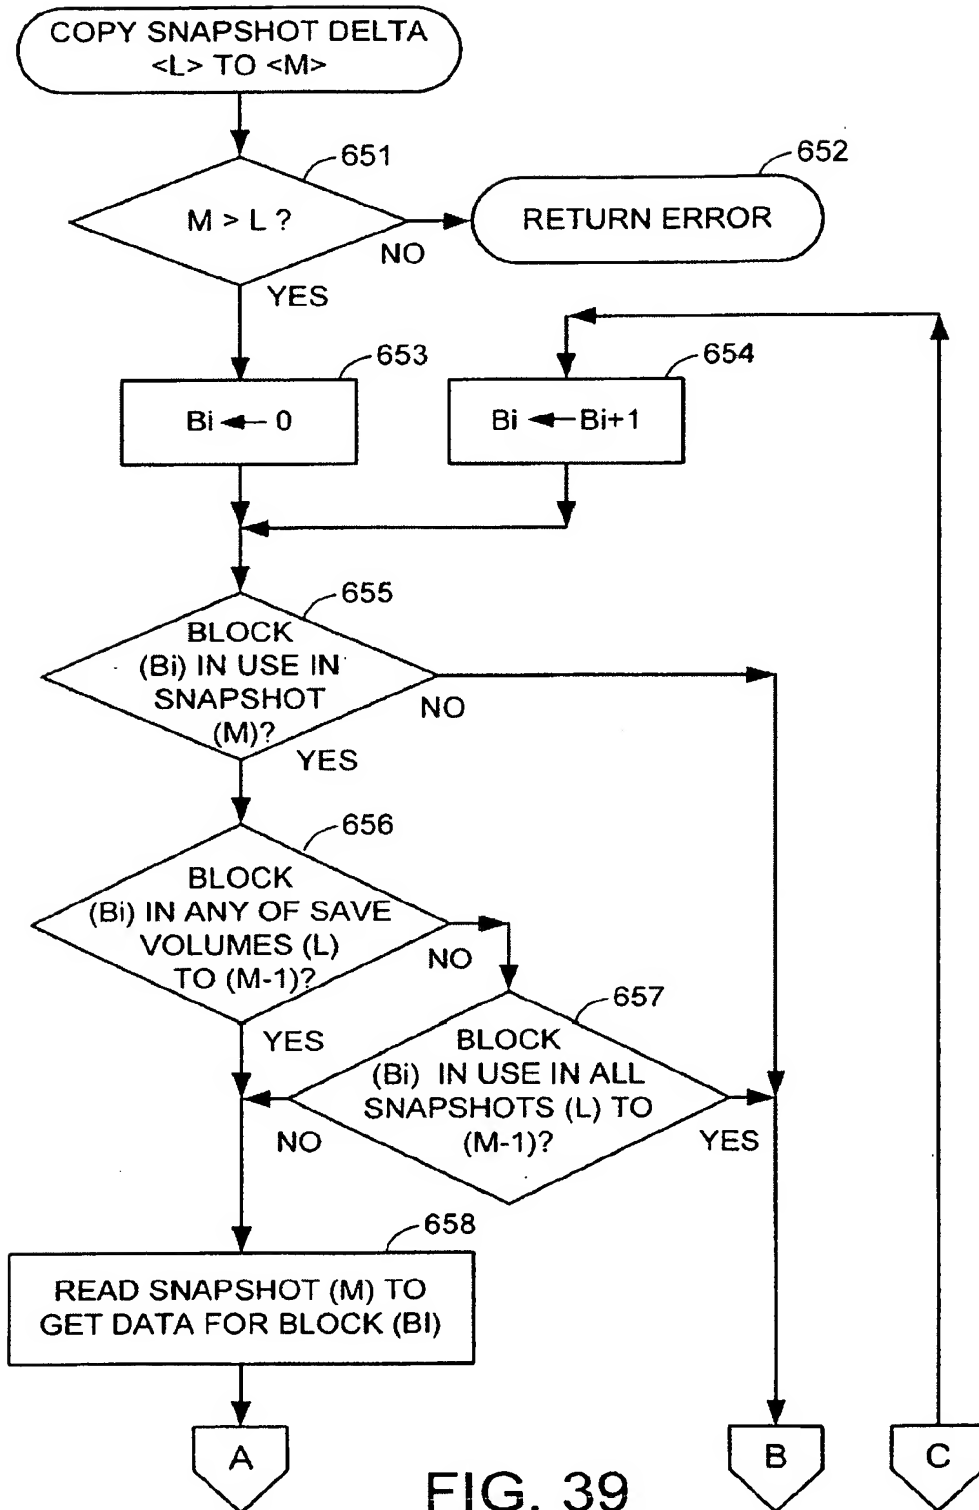 COPY SNAPSHOT DELTA
<L> TO <M>
651
M > L ?
NO
YES
652
RETURN ERROR
653
Bi ← 0
654
Bi ← Bi+1
655
BLOCK
(Bi) IN USE IN
SNAPSHOT
(M)?
NO
YES
656
BLOCK
(Bi) IN ANY OF SAVE
VOLUMES (L)
TO (M-1)?
NO
YES
657
BLOCK
(Bi) IN USE IN ALL
SNAPSHOTS (L) TO
(M-1)?
NO
YES
658
READ SNAPSHOT (M) TO
GET DATA FOR BLOCK (BI)
A
B
C
FIG. 39